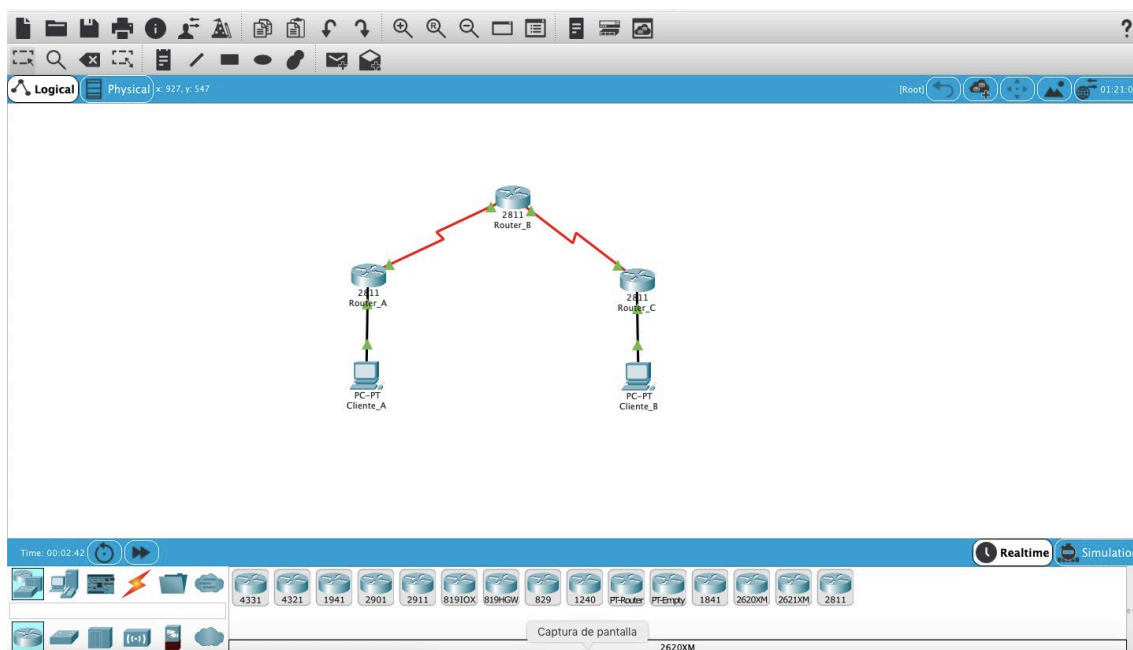 ?
Logical
Physical
x: 927, y: 547
[Root]
01:21:0
2811
Router_B
2811
Router_A
2811
Router_C
PC-PT
Cliente_A
PC-PT
Cliente_B
Time: 00:02:42
Realtime
Simulation
4331
4321
1941
2901
2911
819IOX
819HGW
829
1240
PT-Router
PT-Empty
1841
2620XM
2621XM
2811
Captura de pantalla
2620XM